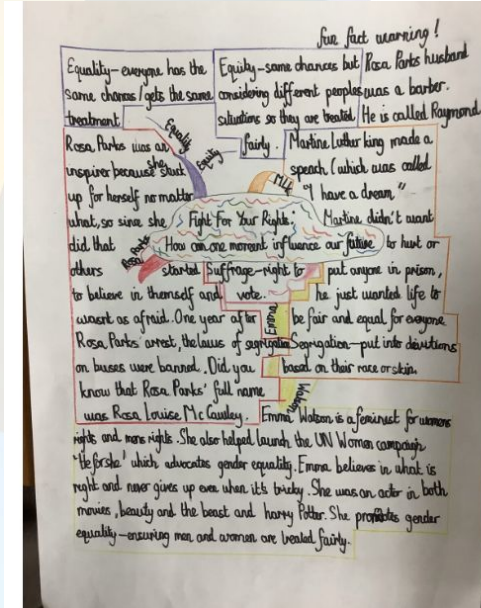 fun fact warning!
Equality-everyone has the
same chances/gets the same
treatment
Equity-same chances but
considering different peoples
situations so they are treated
fairly.
Rosa Parks husband
was a barber.
He is called Raymond
Equality
Equity
MLK
Rosa Parks was an
inspirer because she stuck
up for herself no matter
what, so since she
did that
others started
to believe in themself and
wasnt as afraid. One year after
Rosa Parks' arrest, the laws of segrigation
on buses were banned. Did you
know that Rosa Parks' full name
was Rosa Louise McCauley.
Rosa Parks
Fight For Your Rights:
How can one moment influence our future
Suffrage-right to
vote.
Martine Luther king made a
speach (which was called
"I have a dream"
Martine didn't want
to hurt or
put anyone in prison,
he just wanted life to
be fair and equal for everyone
Segrigation-put into
based on their race or skin.
Emma
Watson
Emma Watson is a feminist for womens
rights and mens rights. She also helped launch the UN Women campaign
'Heforshe' which advocates gender equality. Emma believes in what is
right and never gives up even when it's tricky. She was an actor in both
movies, beauty and the beast and harry Potter. She promotes gender
equality-ensuring men and women are treated fairly.